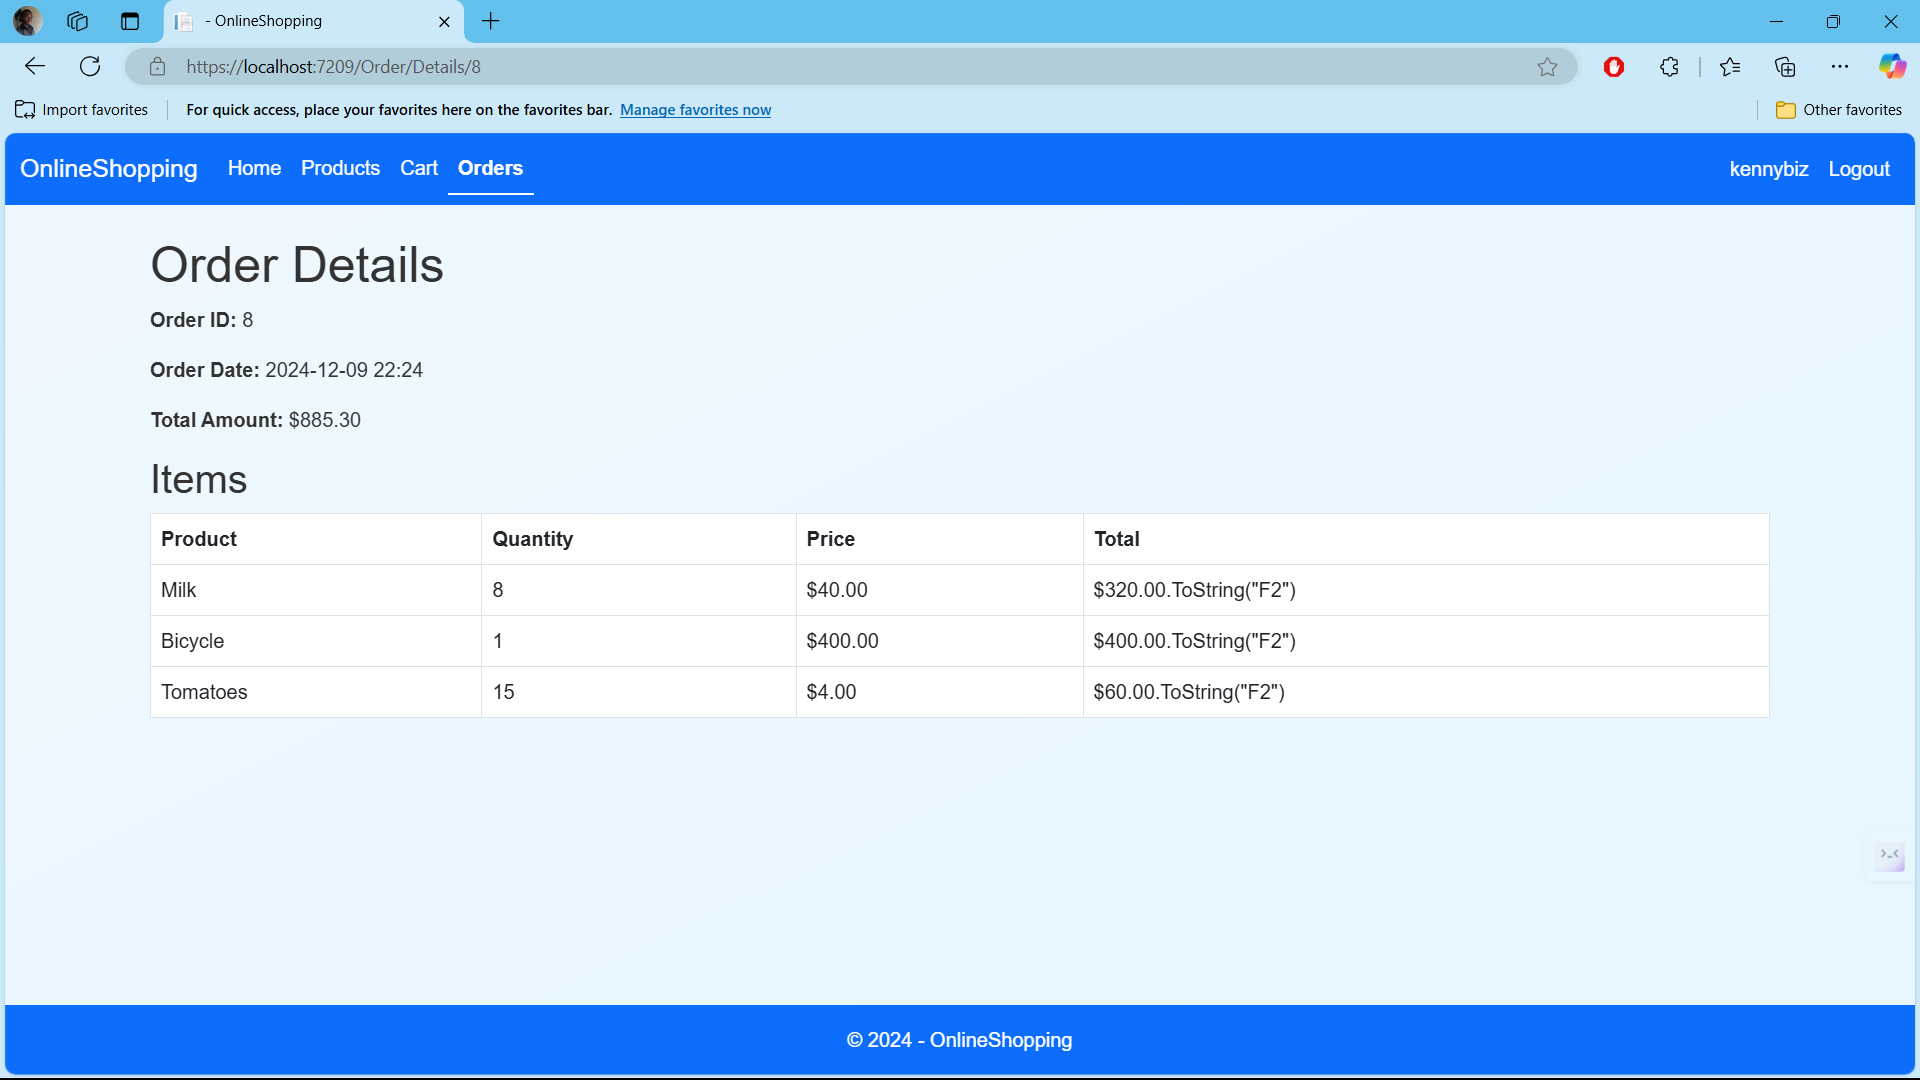 - OnlineShopping
https://localhost:7209/Order/Details/8
Import favorites For quick access, place your favorites here on the favorites bar. Manage favorites now Other favorites
OnlineShopping Home Products Cart Orders kennybiz Logout
Order Details
Order ID: 8
Order Date: 2024-12-09 22:24
Total Amount: $885.30
Items
Product Quantity Price Total
Milk 8 $40.00 $320.00.ToString("F2")
Bicycle 1 $400.00 $400.00.ToString("F2")
Tomatoes 15 $4.00 $60.00.ToString("F2")
© 2024 - OnlineShopping